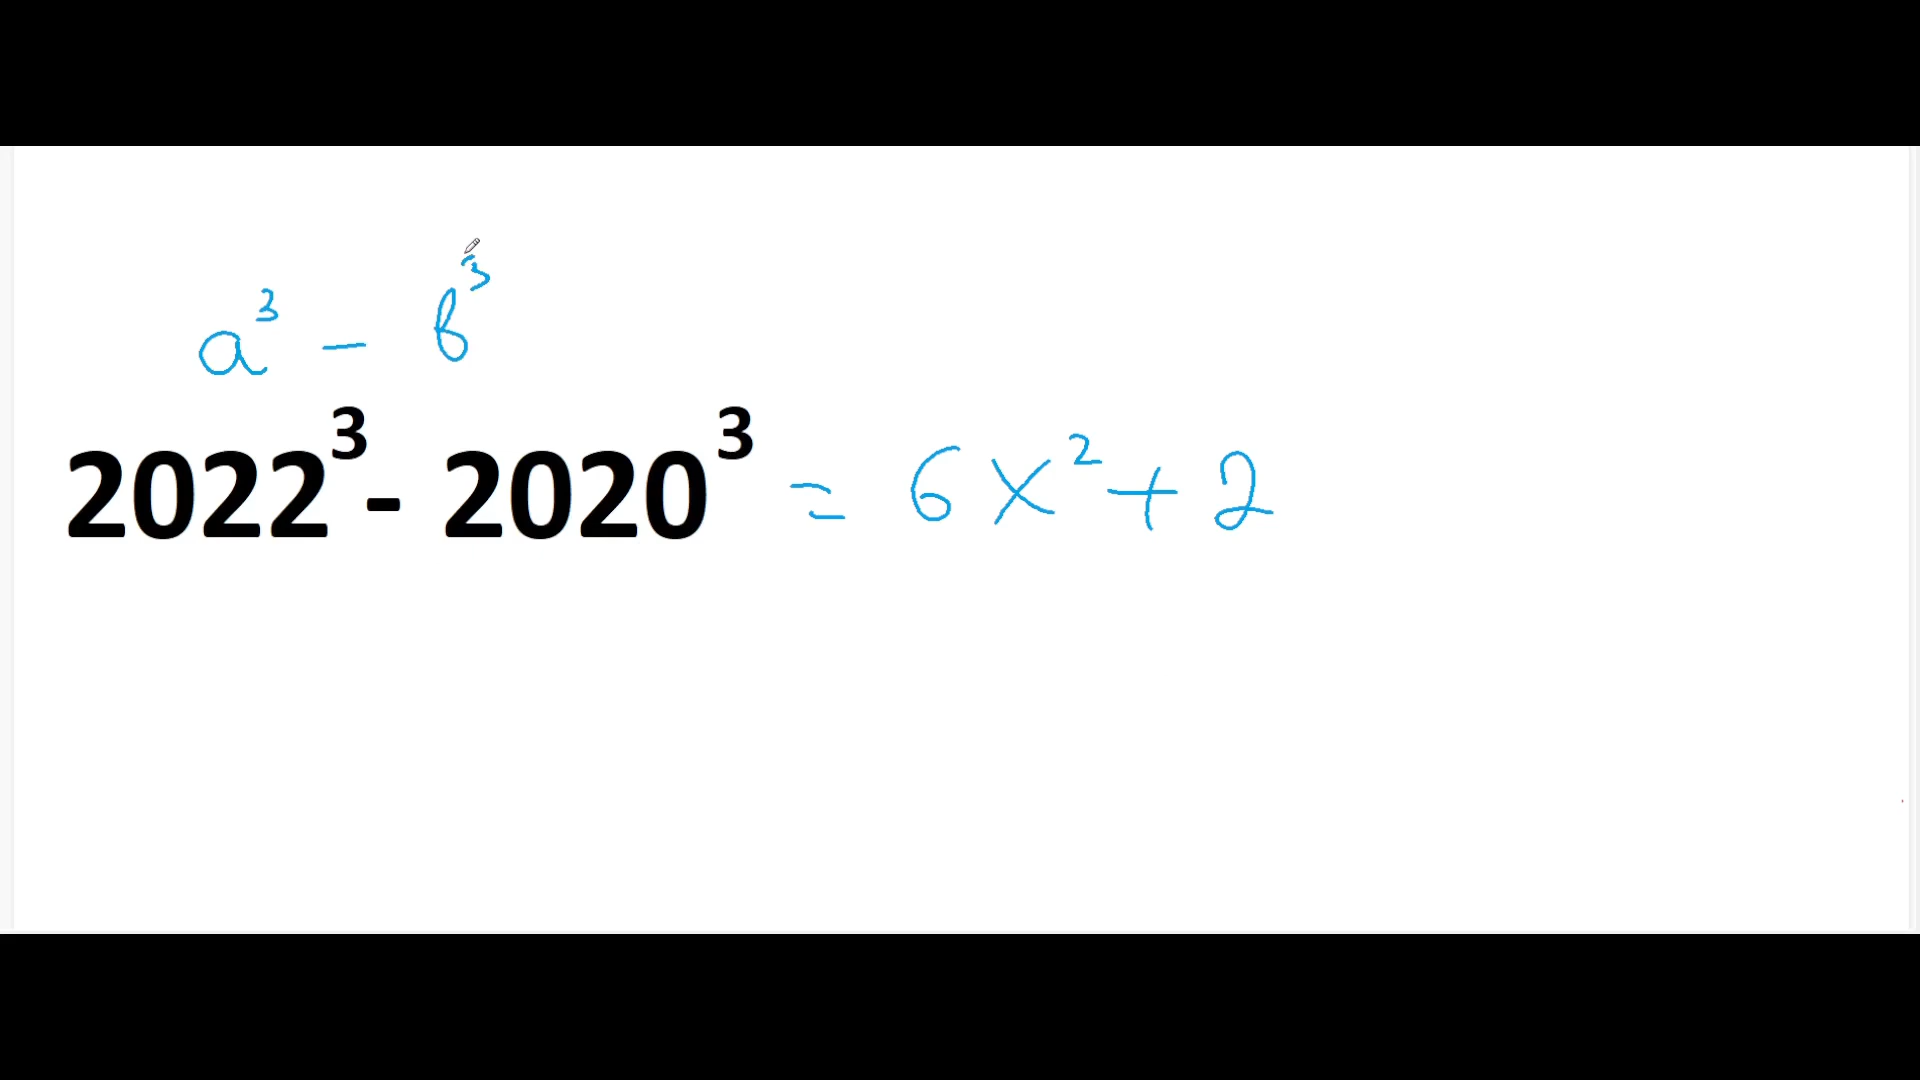 a³ - b³
2022³ - 2020³ = 6x² + 2